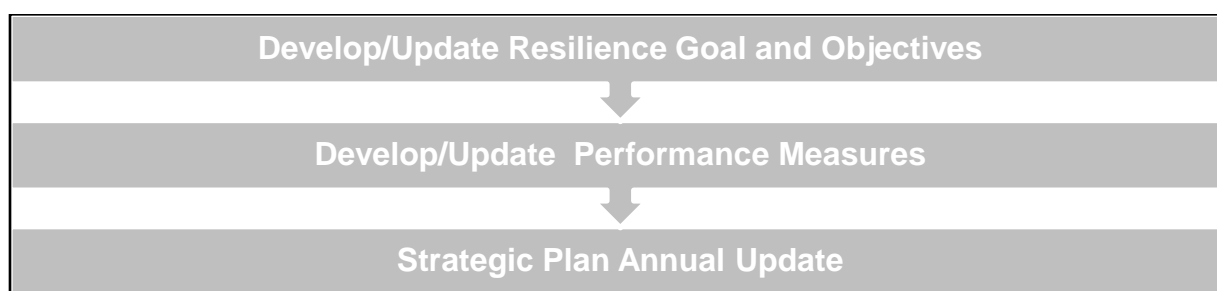 Develop/Update Resilience Goal and Objectives
Develop/Update Performance Measures
Strategic Plan Annual Update